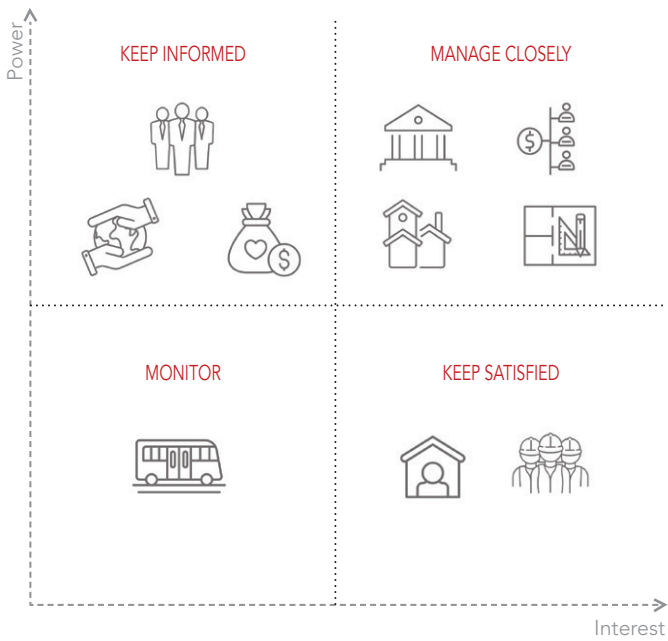 Power
KEEP INFORMED
MANAGE CLOSELY
$
$
MONITOR
KEEP SATISFIED
Interest